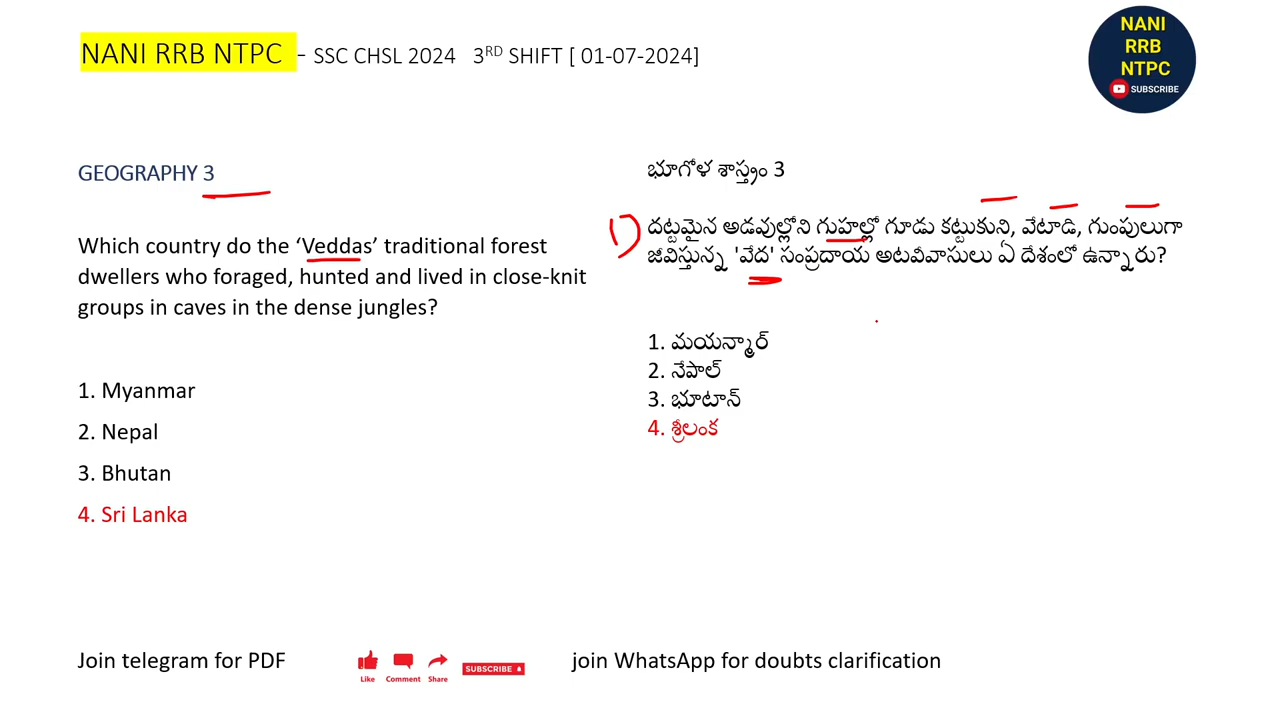 NANI RRB NTPC – SSC CHSL 2024 3RD SHIFT [ 01-07-2024]
NANI
RRB
NTPC
SUBSCRIBE
GEOGRAPHY 3
Which country do the ‘Veddas’ traditional forest
dwellers who foraged, hunted and lived in close-knit
groups in caves in the dense jungles?
1. Myanmar
2. Nepal
3. Bhutan
4. Sri Lanka
భూగోళ శాస్త్రం 3
1)
దట్టమైన అడవుల్లోని గుహల్లో గూడు కట్టుకుని, వేటాడి, గుంపులుగా
జీవిస్తున్న 'వేద' సంప్రదాయ అటవీవాసులు ఏ దేశంలో ఉన్నారు?
1. మయన్మార్
2. నేపాల్
3. భూటాన్
4. శ్రీలంక
Join telegram for PDF
Like
Comment
Share
SUBSCRIBE
join WhatsApp for doubts clarification